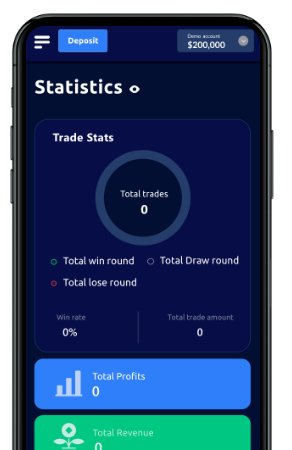 Deposit
Demo account
$200,000
Statistics
Trade Stats
Total trades
0
Total win round
Total Draw round
Total lose round
Win rate
Total trade amount
0%
0
Total Profits
0
Total Revenue
0